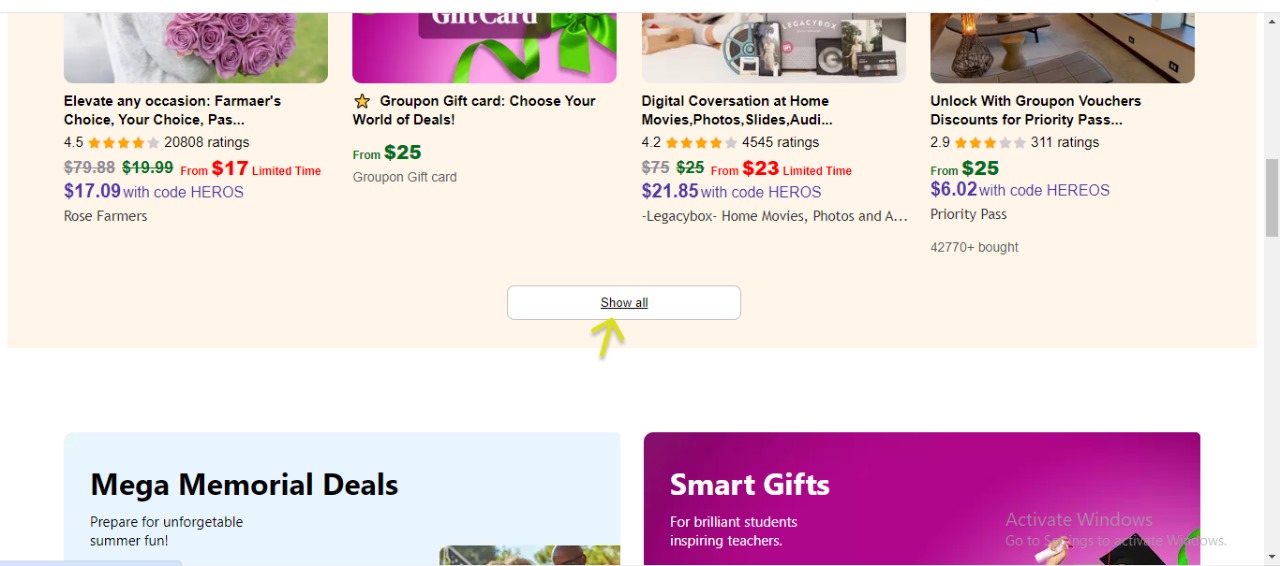 Gift Card
LEGACYBOX
Elevate any occasion: Farmaer's
Choice, Your Choice, Pas...
4.5 20808 ratings
$79.88 $19.99 From $17 Limited Time
$17.09 with code HEROS
Rose Farmers
Groupon Gift card: Choose Your
World of Deals!
From $25
Groupon Gift card
Digital Coversation at Home
Movies,Photos,Slides,Audi...
4.2 4545 ratings
$75 $25 From $23 Limited Time
$21.85 with code HEROS
-Legacybox- Home Movies, Photos and A...
Unlock With Groupon Vouchers
Discounts for Priority Pass...
2.9 311 ratings
From $25
$6.02 with code HEREOS
Priority Pass
42770+ bought
Show all
Mega Memorial Deals
Prepare for unforgetable
summer fun!
Smart Gifts
For brilliant students
inspiring teachers.
Activate Windows
Go to Settings to activate Windows.